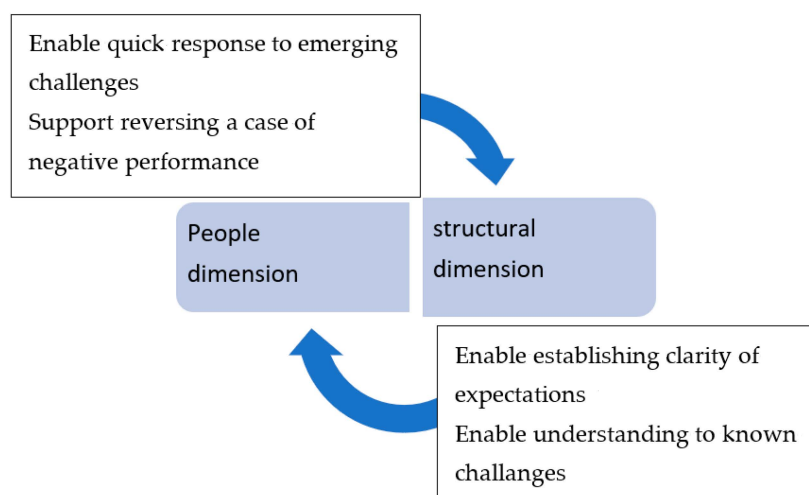 Enable quick response to emerging
challenges
Support reversing a case of
negative performance
People
dimension
structural
dimension
Enable establishing clarity of
expectations
Enable understanding to known
challanges